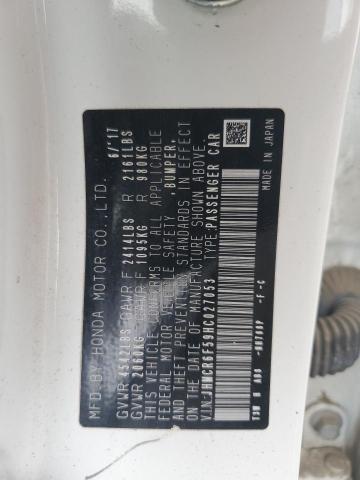 MFD.BY HONDA MOTOR CO.,LTD. 6/'17
GVWR 4542LBS GAWR F 2414LBS R 2161LBS
GVWR 2060KG GAWR F 1095KG R 980KG
THIS VEHICLE CONFORMS TO ALL APPLICABLE
FEDERAL MOTOR VEHICLE SAFETY ,BUMPER,
& THEFT PREVENTION STANDARDS IN EFFECT
ON DATE OF MANUFACTURE SHOWN ABOVE.
VIN:JHMCR6F59HC027053 TYPE:PASSENGER CAR
-F-C
MADE IN JAPAN